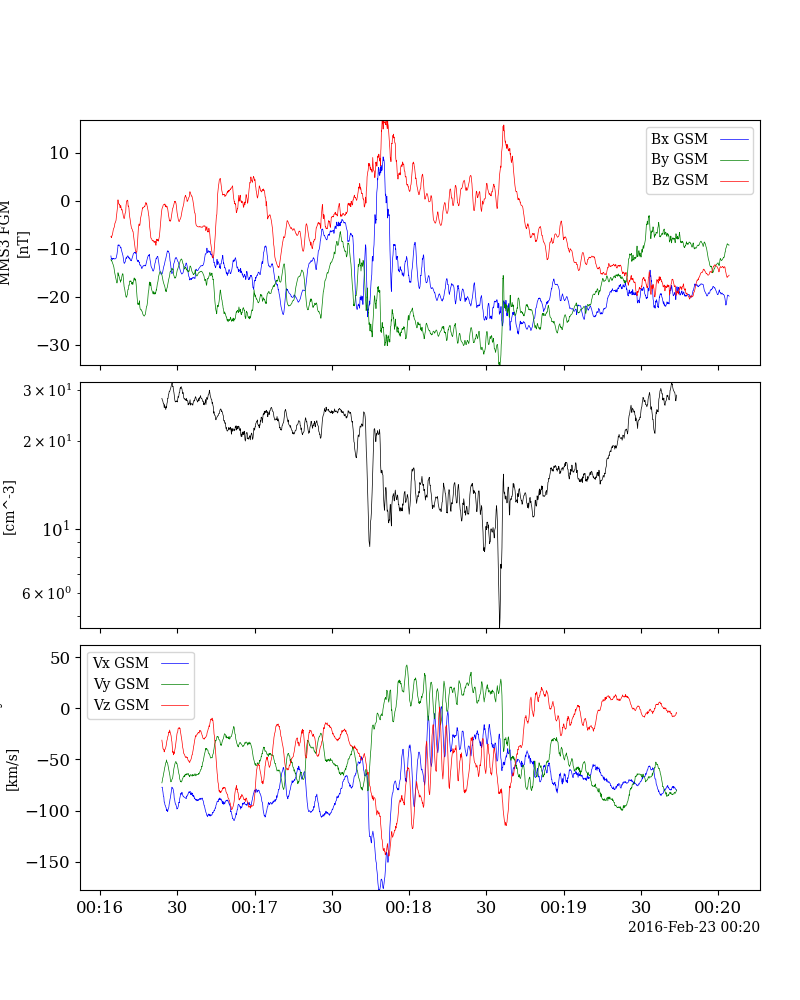 MMS3 FGM
[nT]
10
0
−10
−20
−30
Bx GSM
By GSM
Bz GSM
[cm^-3]
3 × 10¹
2 × 10¹
10¹
6 × 10⁰
[km/s]
50
0
−50
−100
−150
Vx GSM
Vy GSM
Vz GSM
00:16 30 00:17 30 00:18 30 00:19 30 00:20
2016-Feb-23 00:20